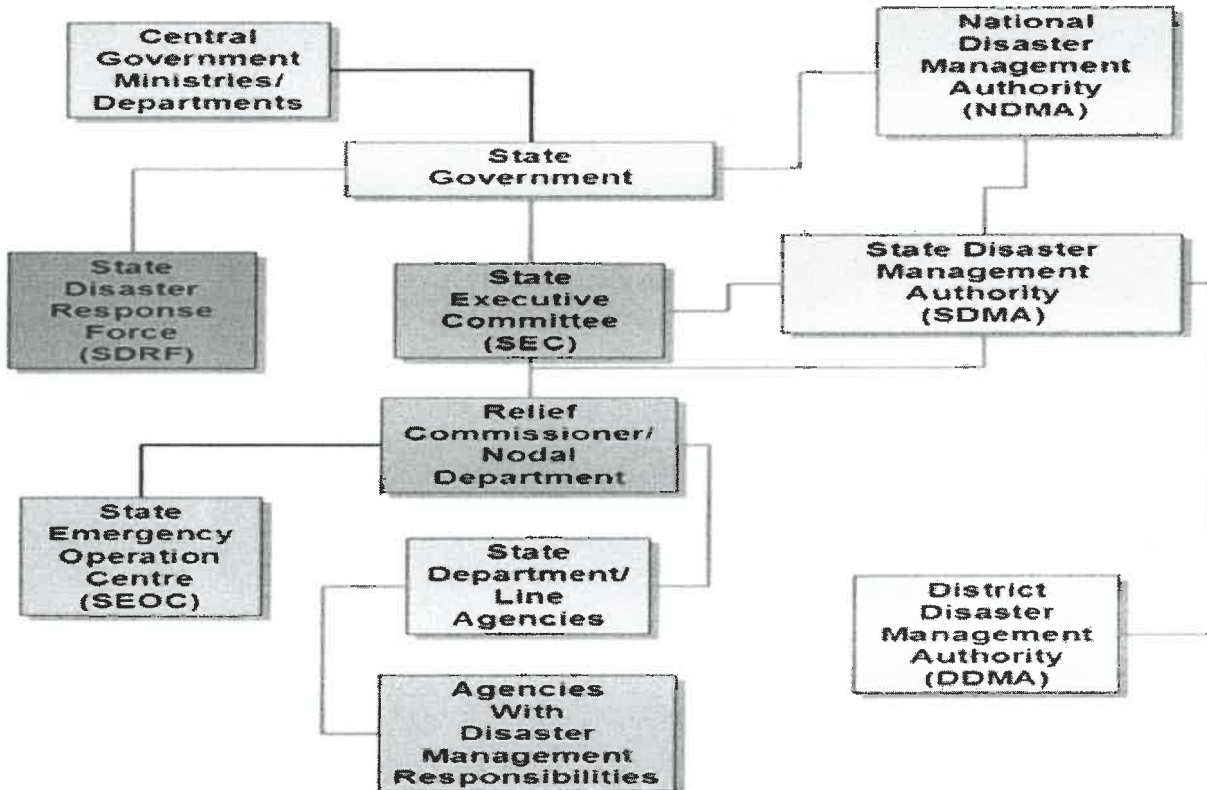 Central
Government
Ministries/
Departments
National
Disaster
Management
Authority
(NDMA)
State
Government
State
Disaster
Response
Force
(SDRF)
State
Executive
Committee
(SEC)
State Disaster
Management
Authority
(SDMA)
Relief
Commissioner/
Nodal
Department
State
Emergency
Operation
Centre
(SEOC)
State
Department/
Line
Agencies
District
Disaster
Management
Authority
(DDMA)
Agencies
With
Disaster
Management
Responsibilities